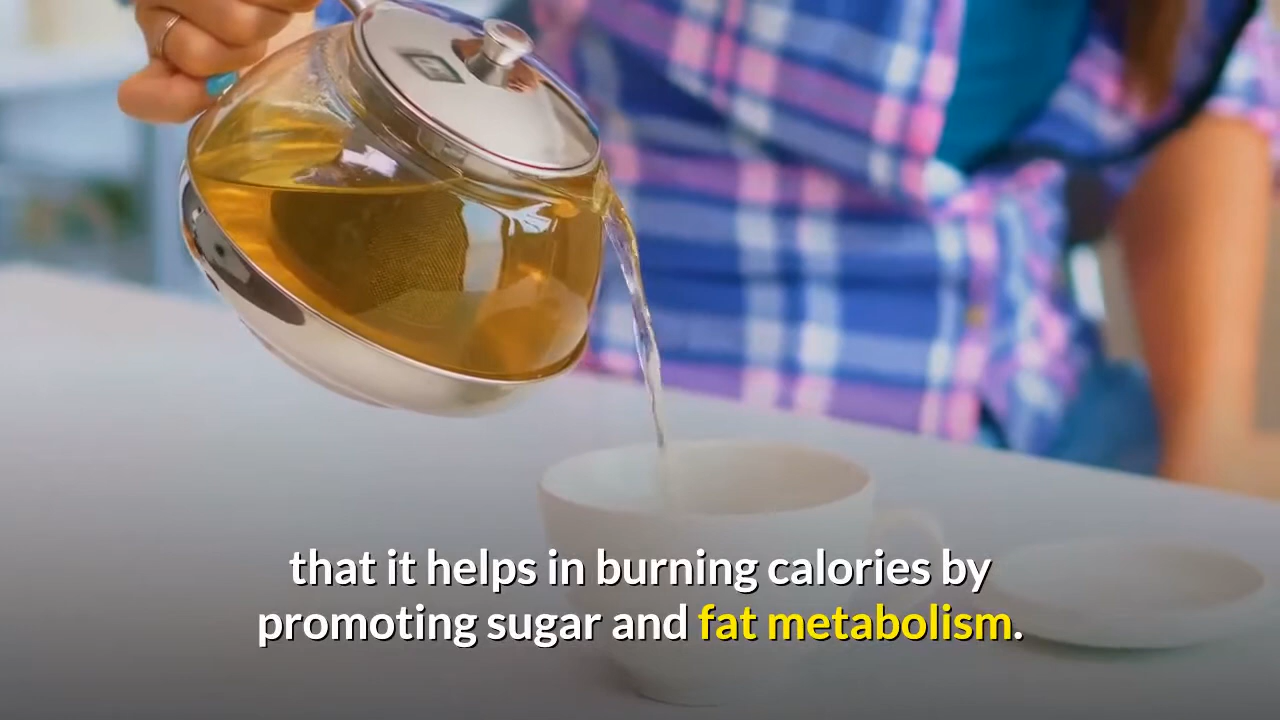 that it helps in burning calories by
promoting sugar and fat metabolism.